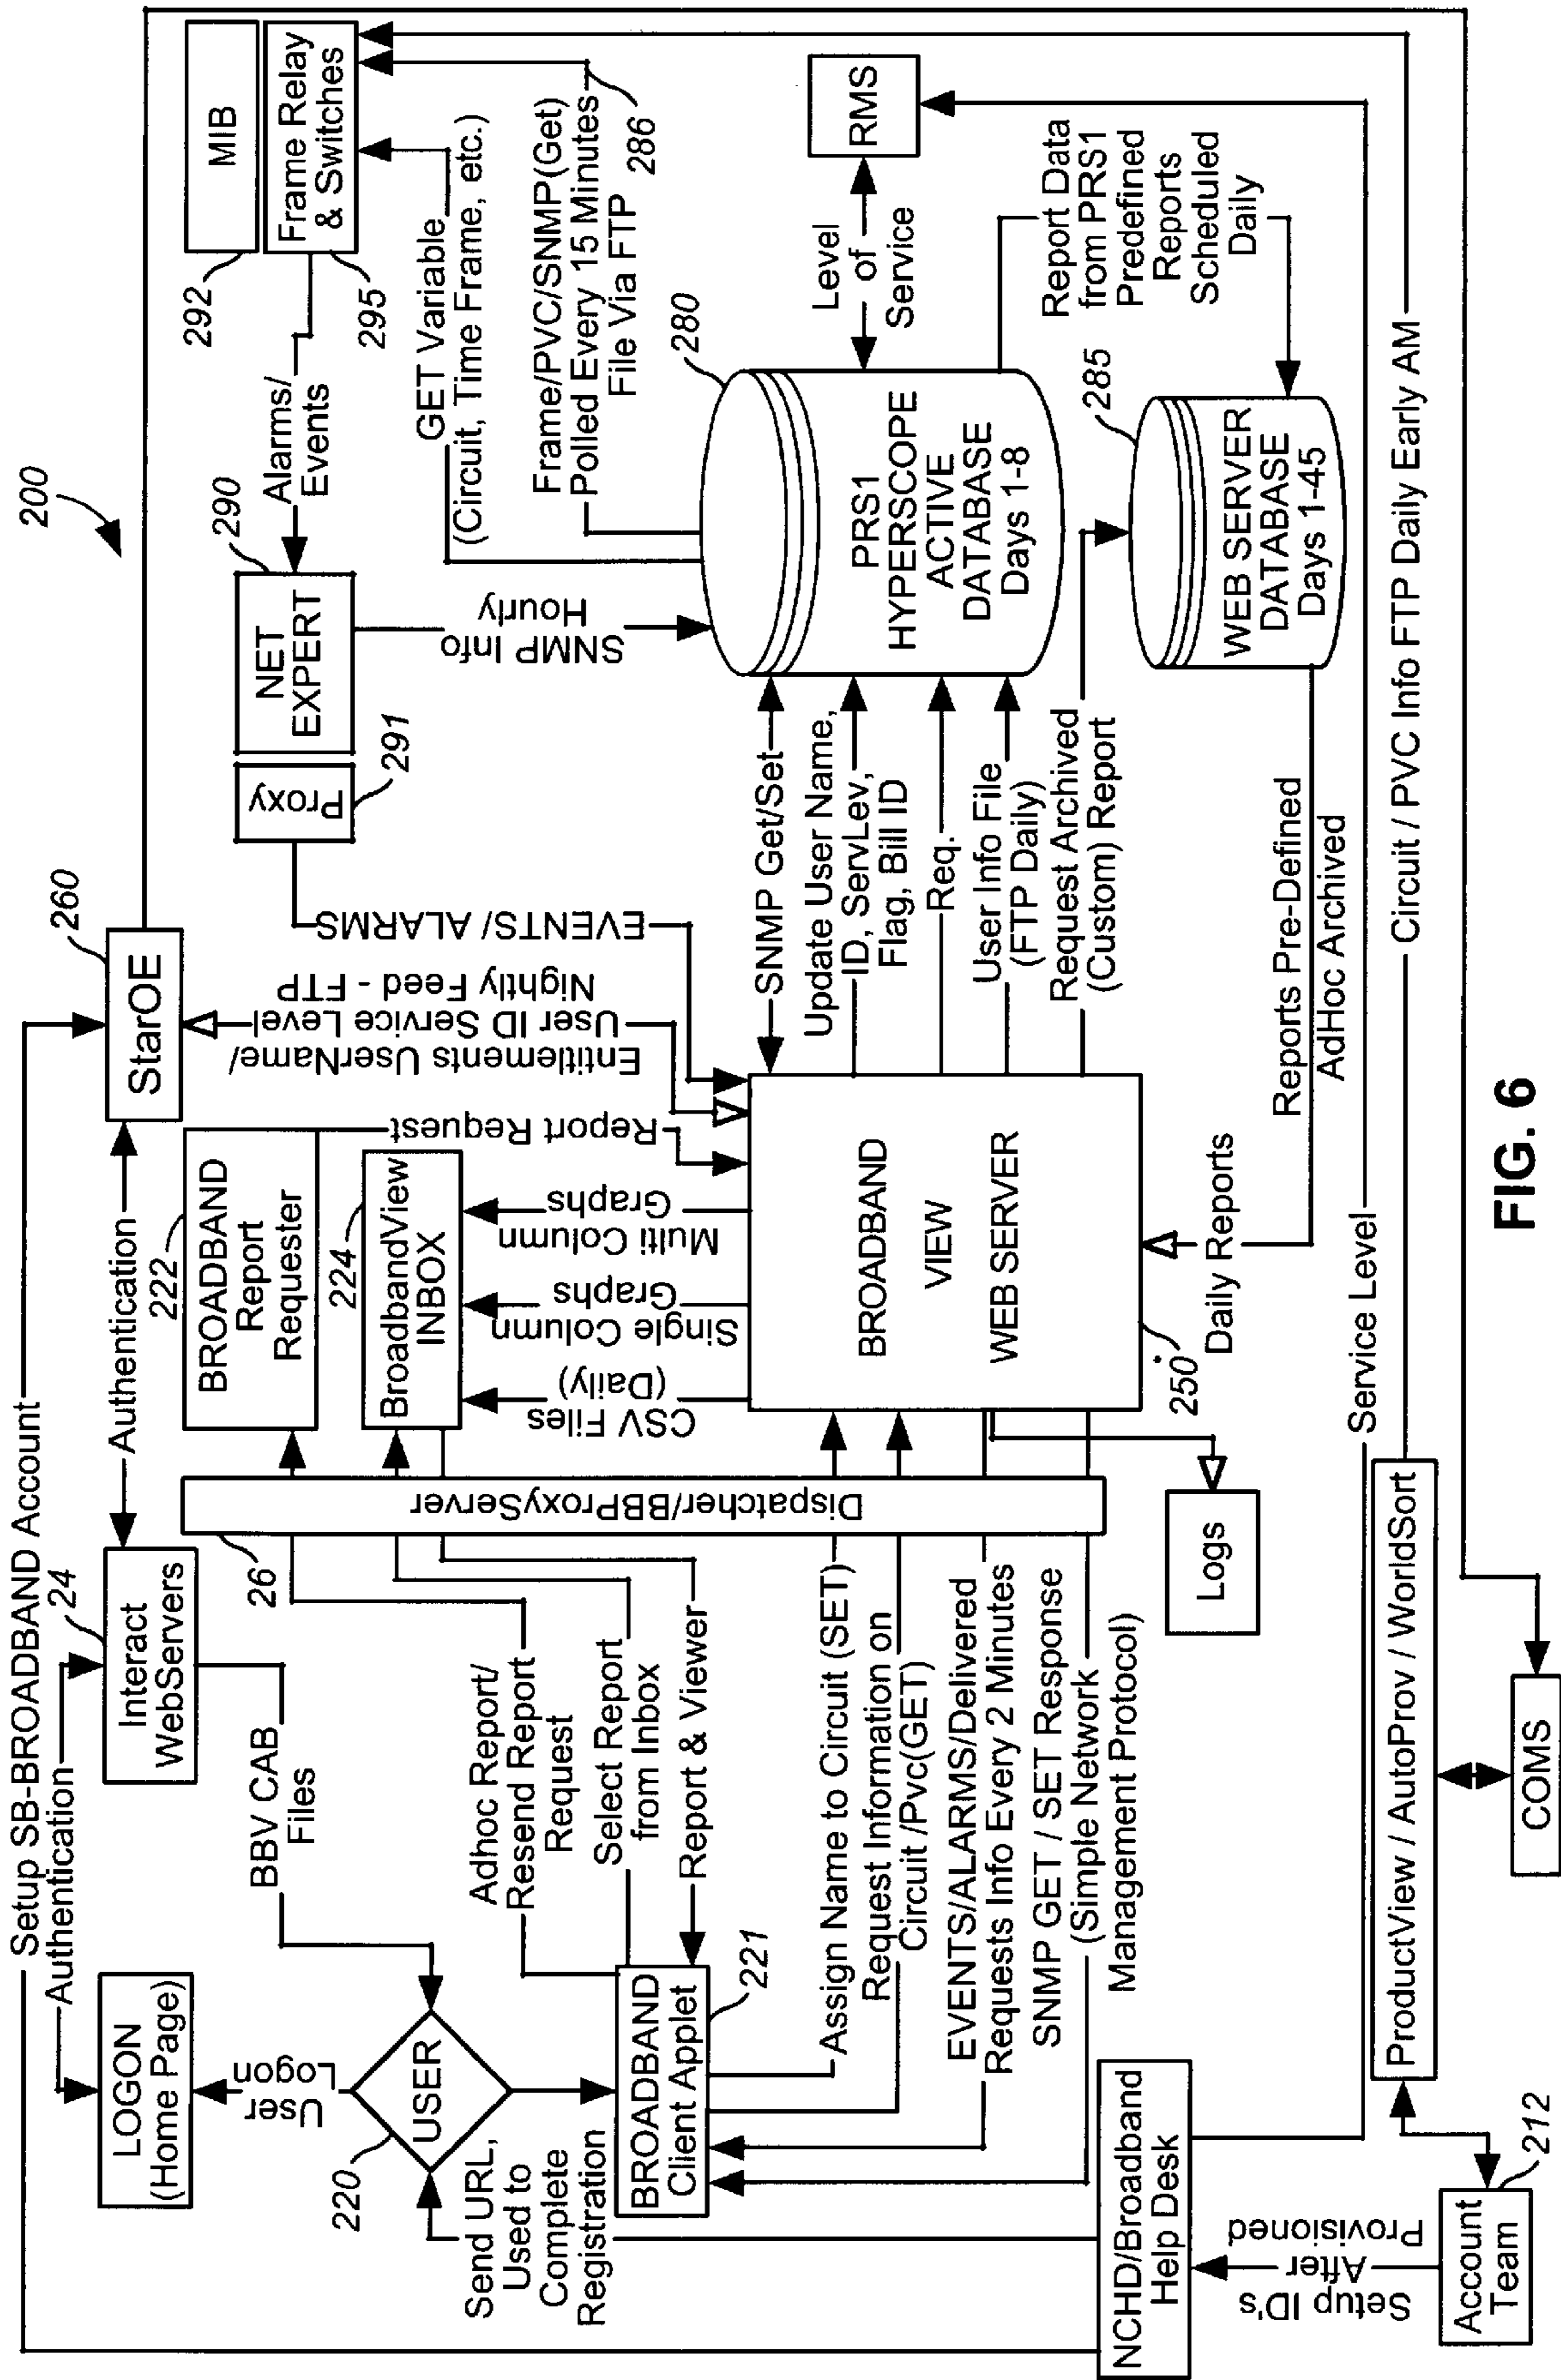 200
Setup SB-BROADBAND Account
Authentication
24
LOGON
(Home Page)
User
Logon
USER
220
Interact
WebServers
BBV CAB
Files
Authentication
StarOE
260
222
BROADBAND
Report
Requester
Report Request
224
BroadbandView
INBOX
Entitlements UserName/
User ID Service Level
Nightly Feed - FTP
EVENTS/ ALARMS
Proxy
291
NET
EXPERT
290
Alarms/
Events
MIB
292
Frame Relay
& Switches
295
SNMP Info
Hourly
GET Variable
(Circuit, Time Frame, etc.)
Frame/PVC/SNMP(Get)
Polled Every 15 Minutes
File Via FTP
286
Send URL,
Used to
Complete
Registration
BROADBAND
Client Applet
221
Adhoc Report/
Resend Report
Request
Select Report
from Inbox
Report & Viewer
26
Dispatcher/BBProxyServer
CSV Files
(Daily)
Single Column
Graphs
Multi Column
Graphs
Assign Name to Circuit (SET)
Request Information on
Circuit /Pvc(GET)
EVENTS/ALARMS/Delivered
Requests Info Every 2 Minutes
SNMP GET / SET Response
(Simple Network
Management Protocol)
BROADBAND
VIEW
WEB SERVER
250
Logs
SNMP Get/Set
Update User Name,
ID, ServLev,
Flag, Bill ID
Req.
User Info File
(FTP Daily)
Request Archived
(Custom) Report
280
PRS1
HYPERSCOPE
ACTIVE
DATABASE
Days 1-8
Level
of
Service
RMS
Report Data
from PRS1
Predefined
Reports
Scheduled
Daily
285
WEB SERVER
DATABASE
Days 1-45
Daily Reports
Reports Pre-Defined
AdHoc Archived
NCHD/Broadband
Help Desk
Service Level
Setup ID's
After
Provisioned
Account
Team
212
ProductView / AutoProv / WorldSort
Circuit / PVC Info FTP Daily Early AM
COMS
FIG. 6